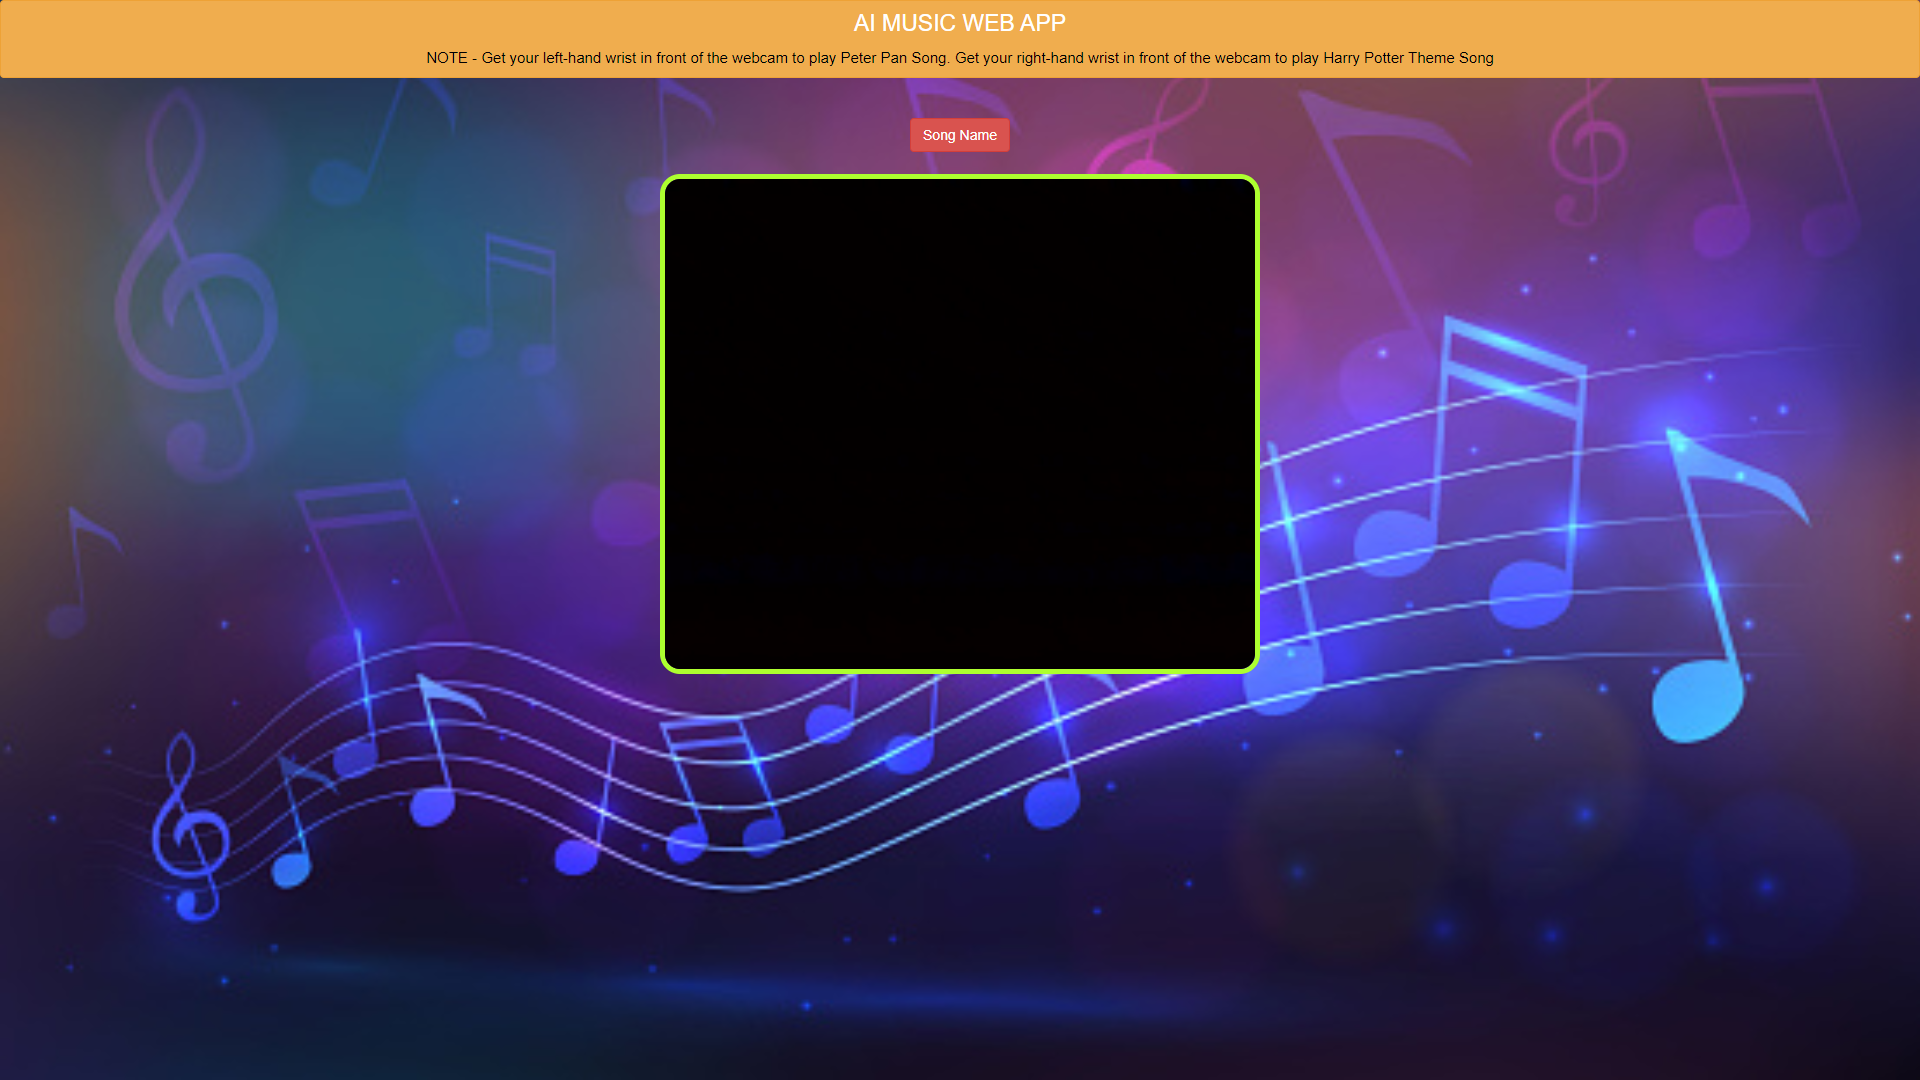 AI MUSIC WEB APP
NOTE - Get your left-hand wrist in front of the webcam to play Peter Pan Song. Get your right-hand wrist in front of the webcam to play Harry Potter Theme Song
Song Name